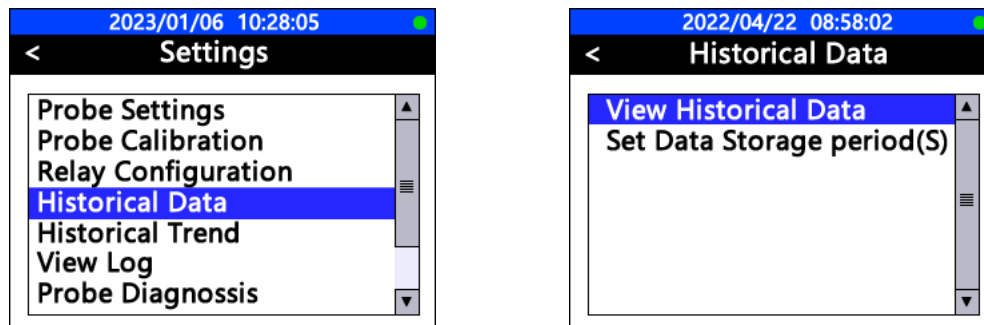 2023/01/06 10:28:05
< Settings
Probe Settings
Probe Calibration
Relay Configuration
Historical Data
Historical Trend
View Log
Probe Diagnossis
2022/04/22 08:58:02
< Historical Data
View Historical Data
Set Data Storage period(S)